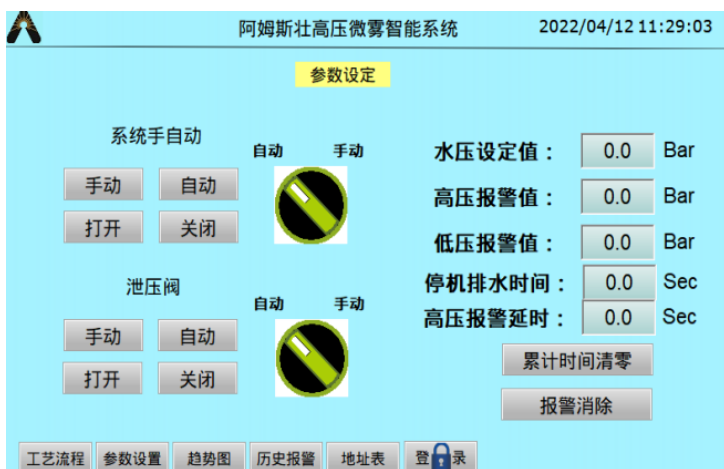 阿姆斯壮高压微雾智能系统 2022/04/12 11:29:03
参数设定
系统手自动
自动 手动
手动 自动
打开 关闭
泄压阀
自动 手动
手动 自动
打开 关闭
水压设定值： 0.0 Bar
高压报警值： 0.0 Bar
低压报警值： 0.0 Bar
停机排水时间： 0.0 Sec
高压报警延时： 0.0 Sec
累计时间清零
报警消除
工艺流程 参数设置 趋势图 历史报警 地址表 登录